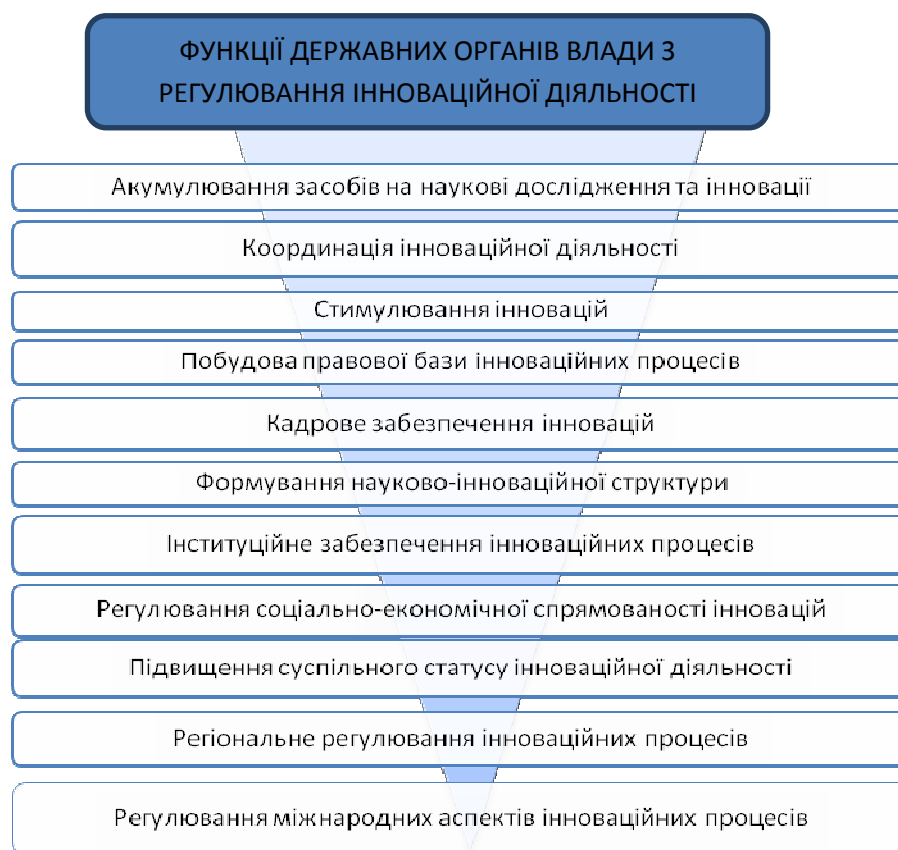 ФУНКЦІЇ ДЕРЖАВНИХ ОРГАНІВ ВЛАДИ З
РЕГУЛЮВАННЯ ІННОВАЦІЙНОЇ ДІЯЛЬНОСТІ
Акумулювання засобів на наукові дослідження та інновації
Координація інноваційної діяльності
Стимулювання інновацій
Побудова правової бази інноваційних процесів
Кадрове забезпечення інновацій
Формування науково-інноваційної структури
Інституційне забезпечення інноваційних процесів
Регулювання соціально-економічної спрямованості інновацій
Підвищення суспільного статусу інноваційної діяльності
Регіональне регулювання інноваційних процесів
Регулювання міжнародних аспектів інноваційних процесів